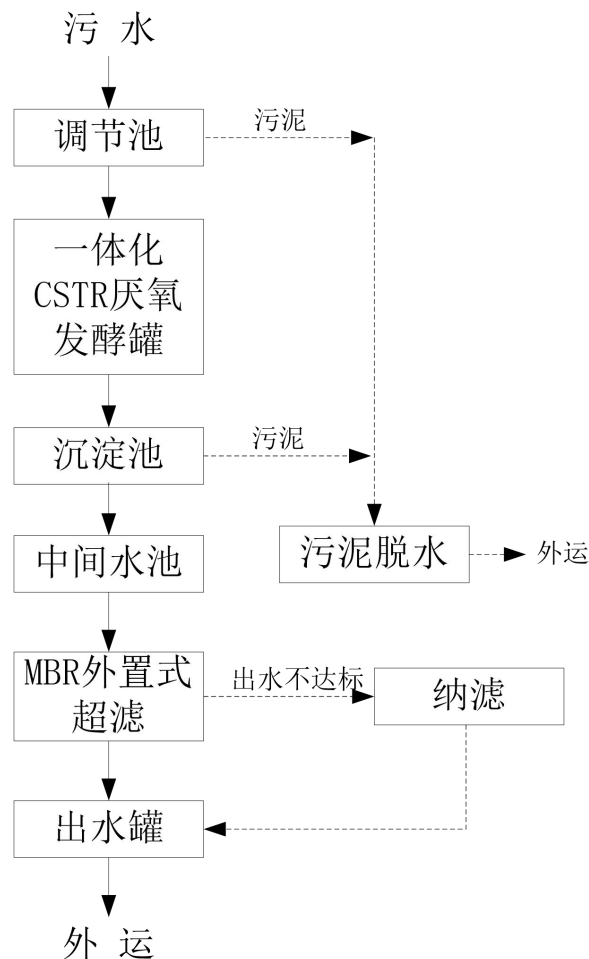 污 水
调节池
污泥
一体化
CSTR厌氧
发酵罐
沉淀池
污泥
中间水池
污泥脱水
外运
MBR外置式
超滤
出水不达标
纳滤
出水罐
外 运